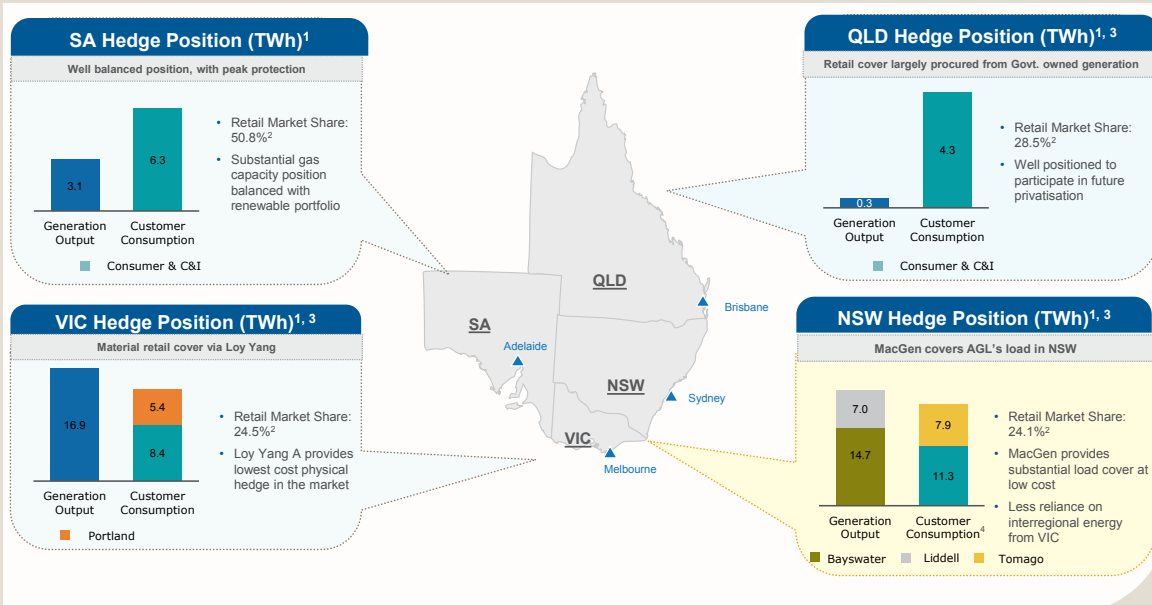 SA Hedge Position (TWh)1
Well balanced position, with peak protection
6.3
3.1
Generation Output
Customer Consumption
• Retail Market Share:
50.8%2
• Substantial gas
capacity position
balanced with
renewable portfolio
Consumer & C&I
QLD Hedge Position (TWh)1, 3
Retail cover largely procured from Govt. owned generation
4.3
0.3
Generation Output
Customer Consumption
• Retail Market Share:
28.5%2
• Well positioned to
participate in future
privatisation
Consumer & C&I
QLD
Brisbane
SA
Adelaide
NSW
Sydney
VIC
Melbourne
VIC Hedge Position (TWh)1, 3
Material retail cover via Loy Yang
16.9
5.4
8.4
Generation Output
Customer Consumption
• Retail Market Share:
24.5%2
• Loy Yang A provides
lowest cost physical
hedge in the market
Portland
NSW Hedge Position (TWh)1, 3
MacGen covers AGL's load in NSW
7.0
14.7
7.9
11.3
Generation Output
Customer Consumption4
• Retail Market Share:
24.1%2
• MacGen provides
substantial load cover at
low cost
• Less reliance on
interregional energy
from VIC
Bayswater
Liddell
Tomago